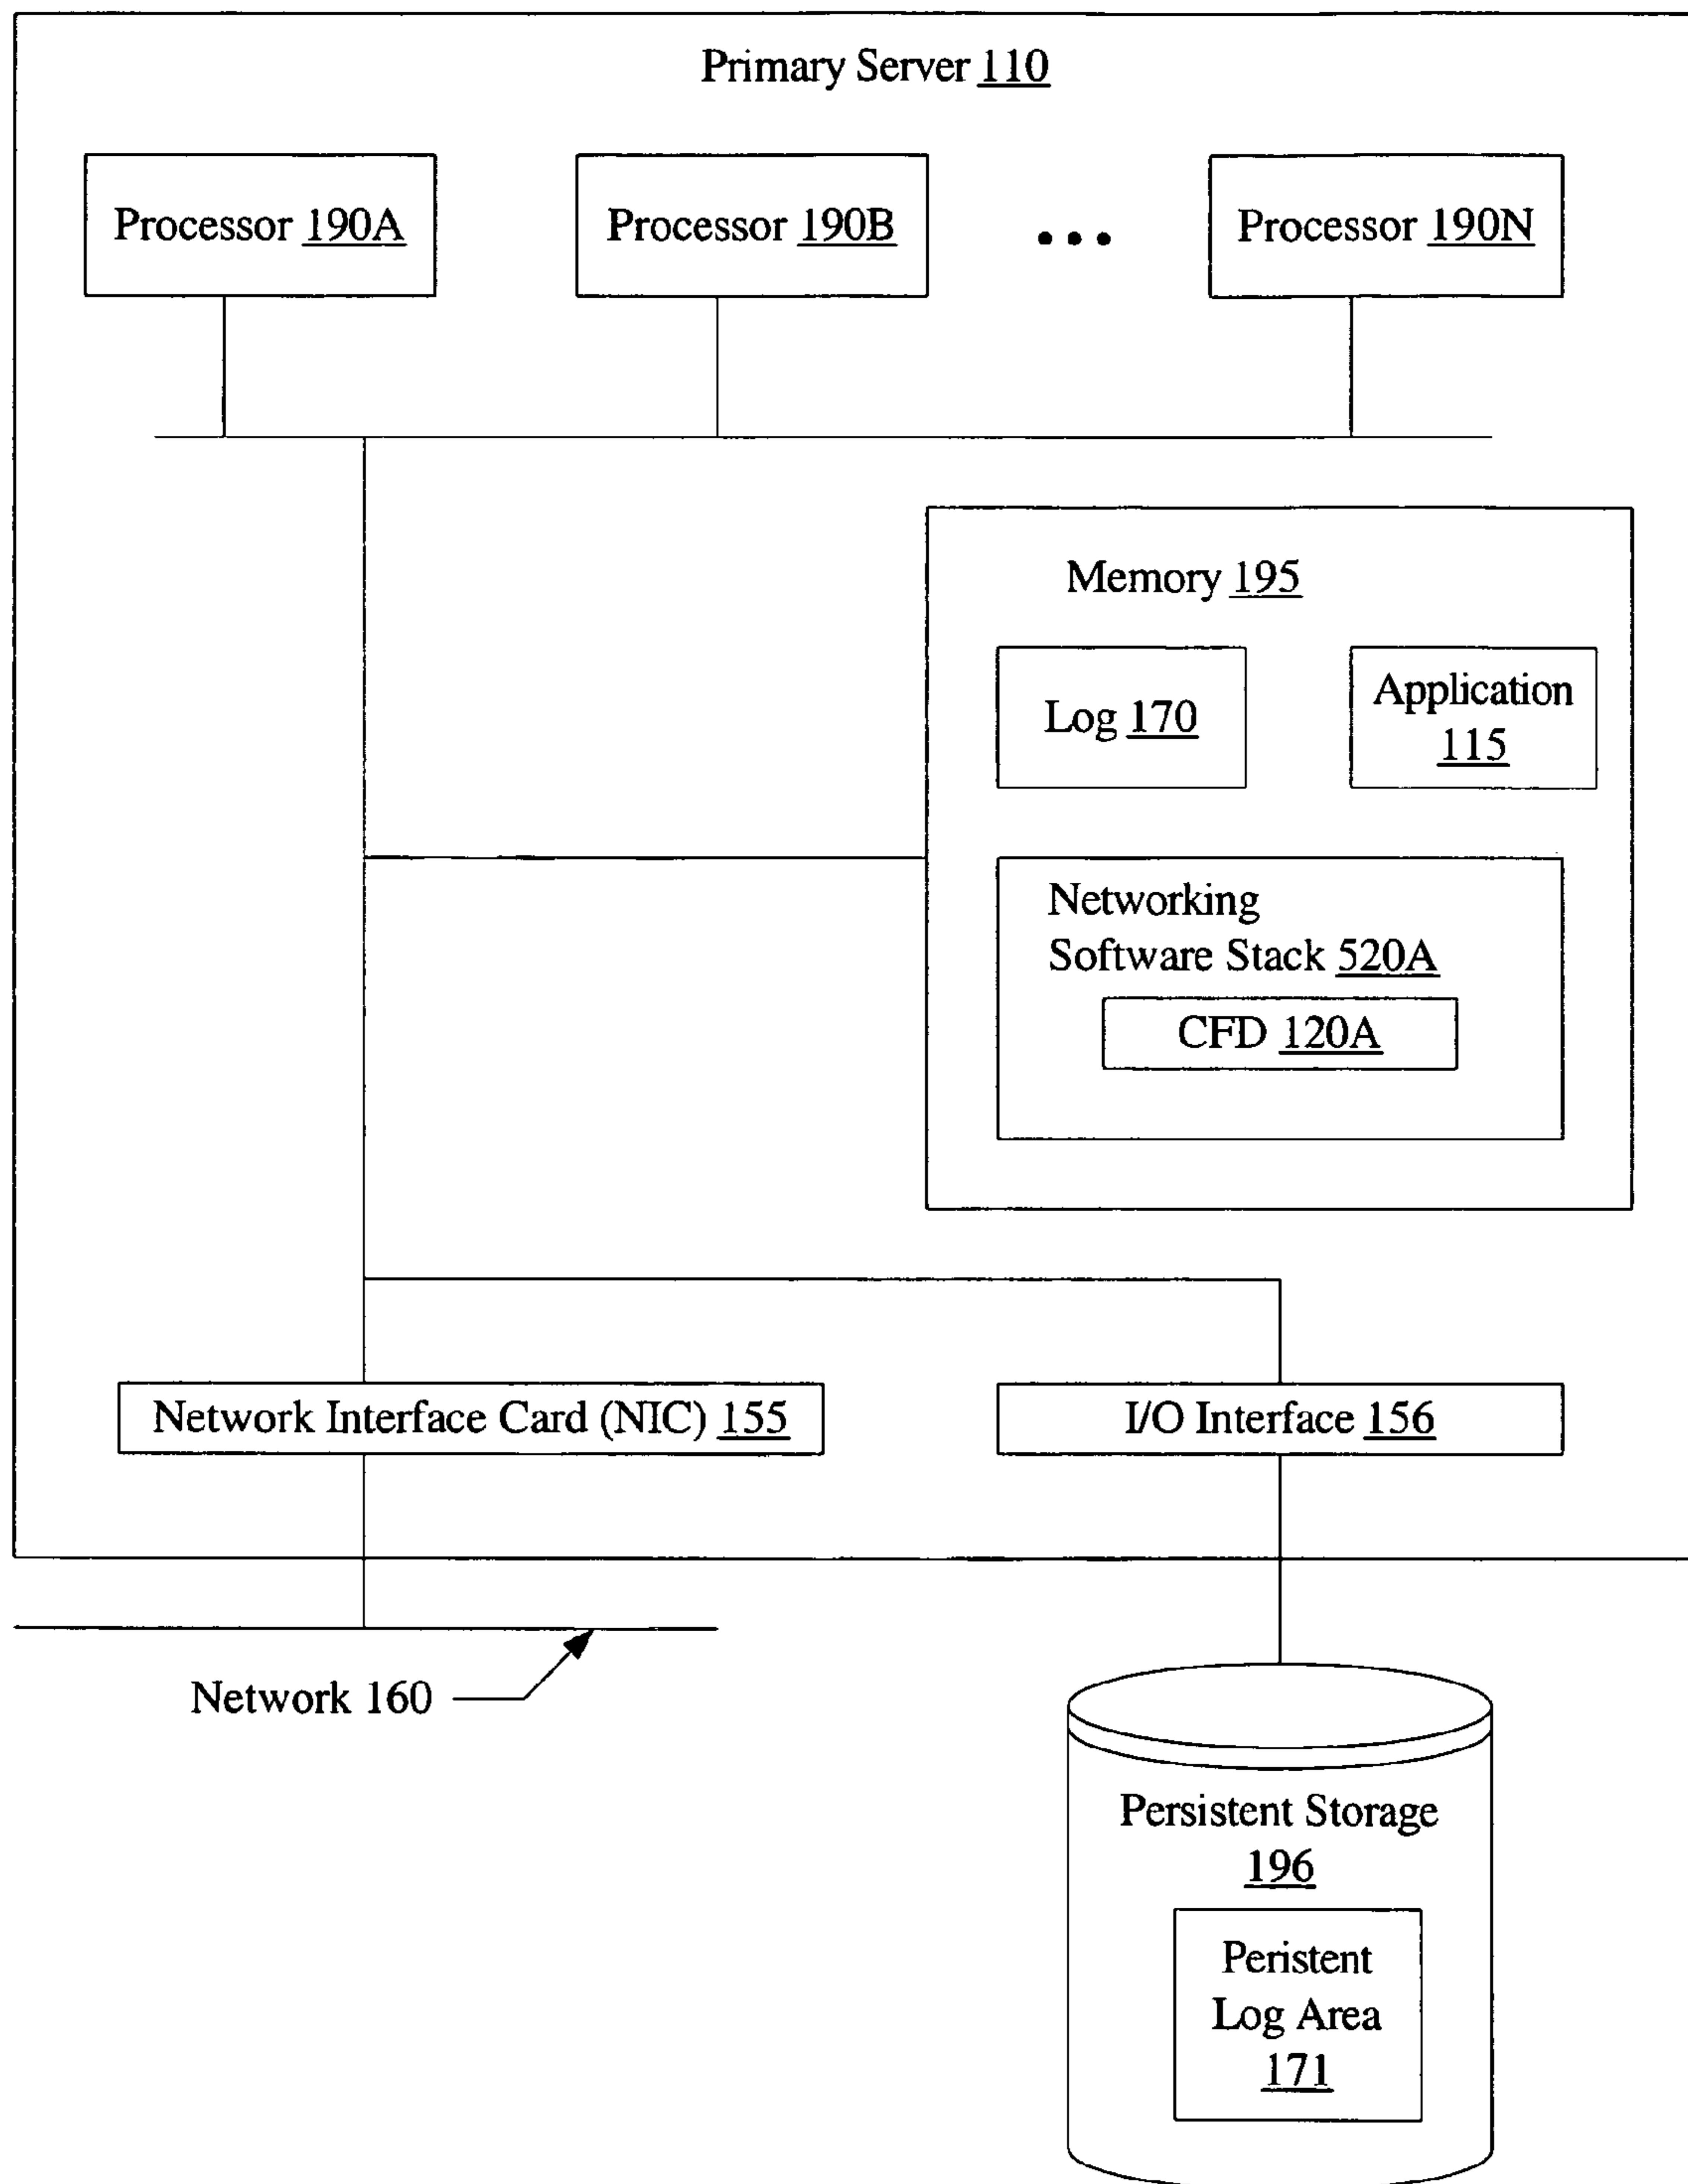 Primary Server 110
Processor 190A
Processor 190B
• • •
Processor 190N
Memory 195
Log 170
Application
115
Networking
Software Stack 520A
CFD 120A
Network Interface Card (NIC) 155
I/O Interface 156
Network 160
Persistent Storage
196
Peristent
Log Area
171